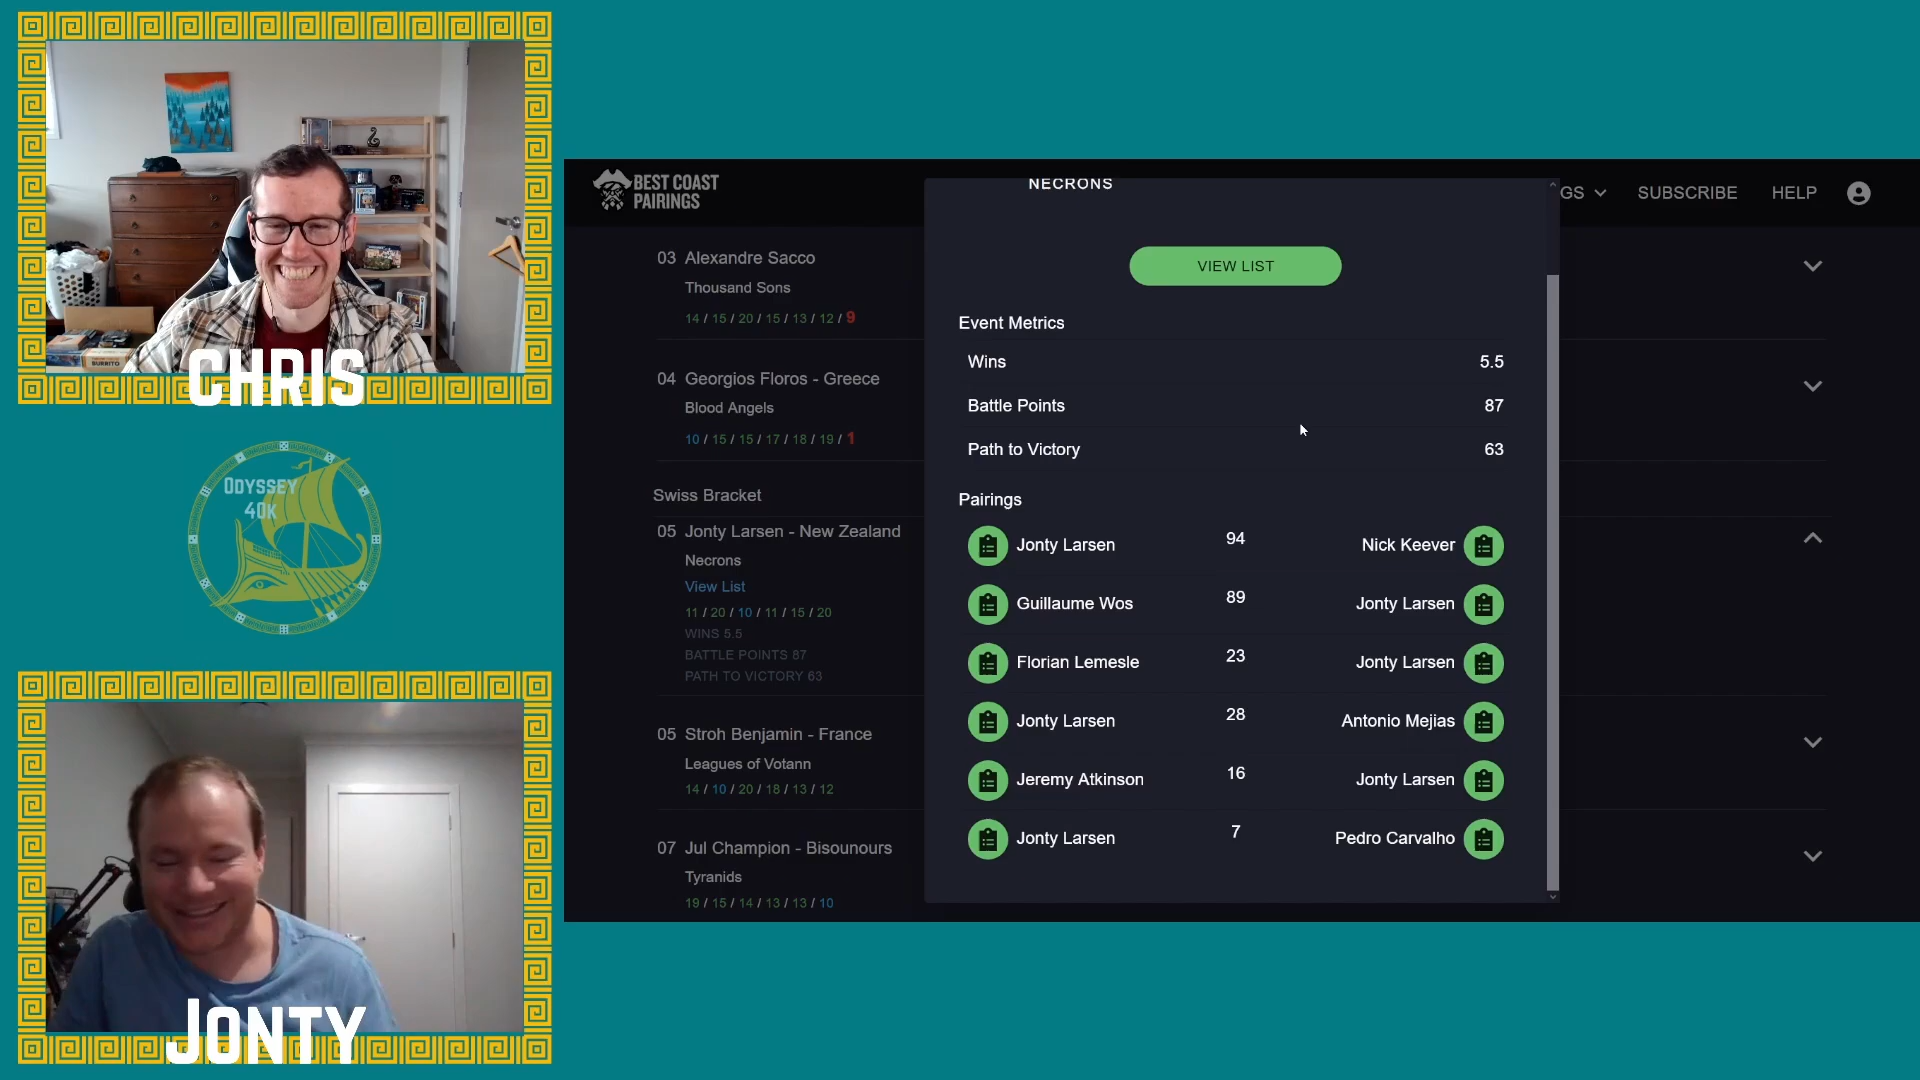 CHRIS
ODYSSEY
40K
JONTY
BEST COAST
PAIRINGS
GS
SUBSCRIBE
HELP
03 Alexandre Sacco
Thousand Sons
14 / 15 / 20 / 15 / 13 / 12 / 9
04 Georgios Floros - Greece
Blood Angels
10 / 15 / 15 / 17 / 18 / 19 / 1
Swiss Bracket
05 Jonty Larsen - New Zealand
Necrons
View List
11 / 20 / 10 / 11 / 15 / 20
WINS 5.5
BATTLE POINTS 87
PATH TO VICTORY 63
05 Stroh Benjamin - France
Leagues of Votann
14 / 10 / 20 / 18 / 13 / 12
07 Jul Champion - Bisounours
Tyranids
19 / 15 / 14 / 13 / 13 / 10
NECRONS
VIEW LIST
Event Metrics
Wins 5.5
Battle Points 87
Path to Victory 63
Pairings
Jonty Larsen 94 Nick Keever
Guillaume Wos 89 Jonty Larsen
Florian Lemesle 23 Jonty Larsen
Jonty Larsen 28 Antonio Mejias
Jeremy Atkinson 16 Jonty Larsen
Jonty Larsen 7 Pedro Carvalho